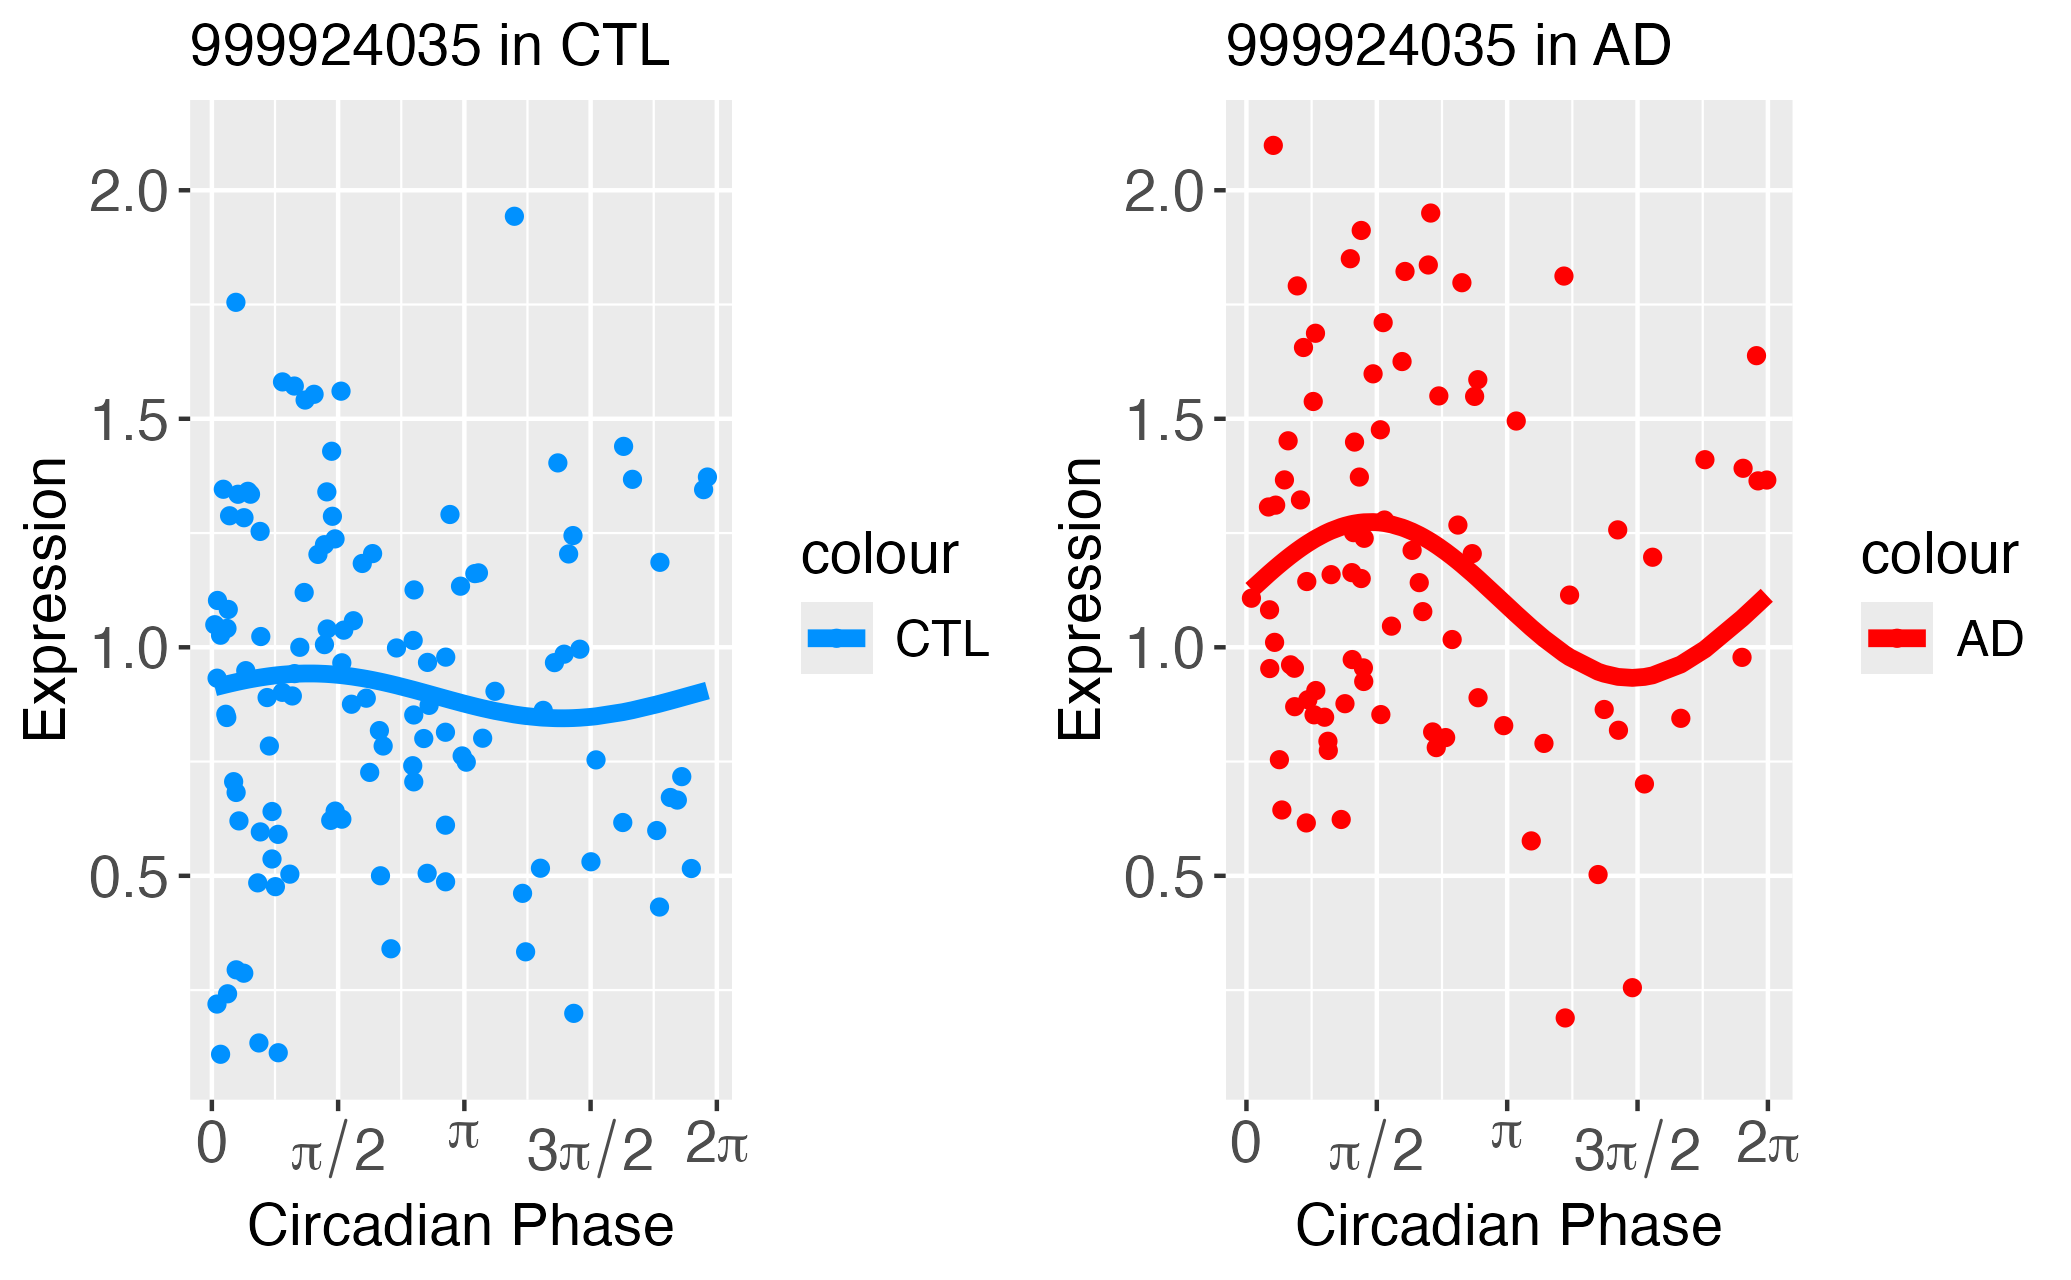 999924035 in CTL
2.0
1.5
1.0
0.5
Expression
0
π/2
π
3π/2
2π
Circadian Phase
colour
CTL
999924035 in AD
2.0
1.5
1.0
0.5
Expression
0
π/2
π
3π/2
2π
Circadian Phase
colour
AD